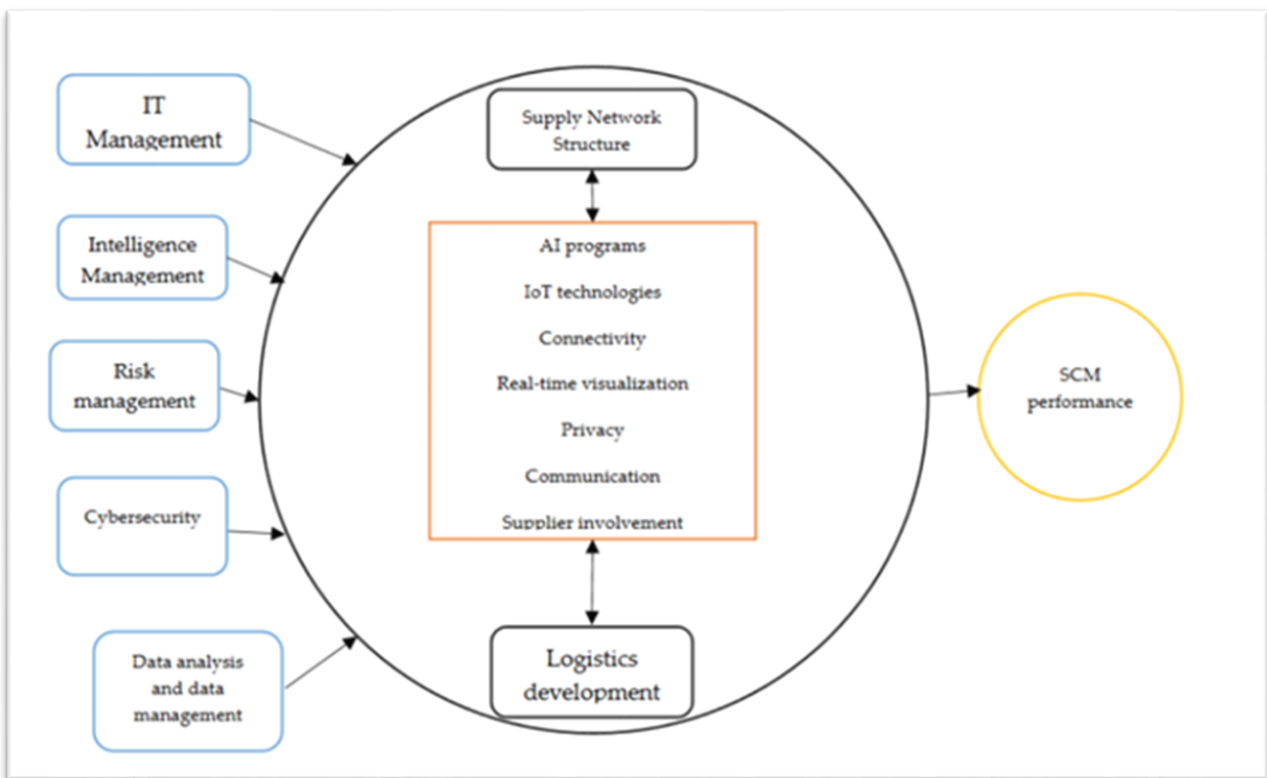 IT
Management
Intelligence
Management
Risk
management
Cybersecurity
Data analysis
and data
management
Supply Network
Structure
AI programs
IoT technologies
Connectivity
Real-time visualization
Privacy
Communication
Supplier involvement
Logistics
development
SCM
performance